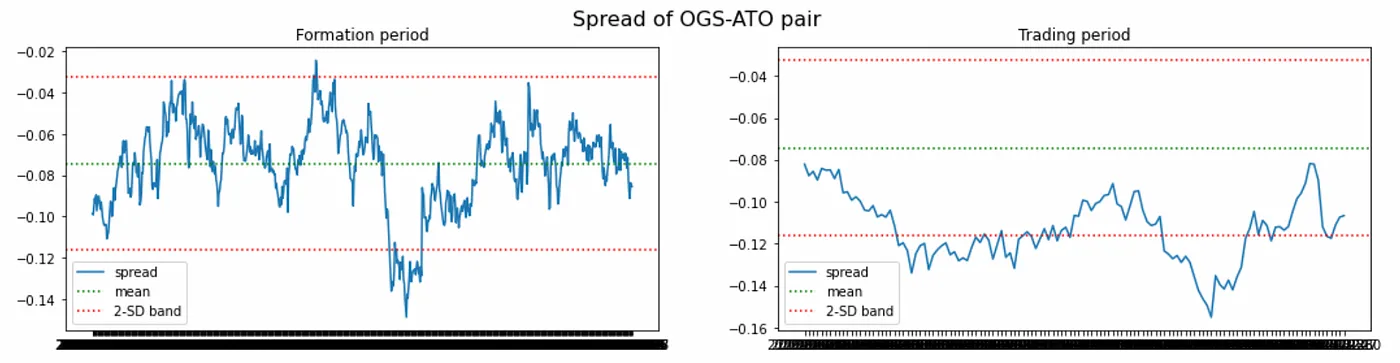 Spread of OGS-ATO pair
Formation period
−0.02
−0.04
−0.06
−0.08
−0.10
−0.12
−0.14
spread
mean
2-SD band
Trading period
−0.04
−0.06
−0.08
−0.10
−0.12
−0.14
−0.16
spread
mean
2-SD band